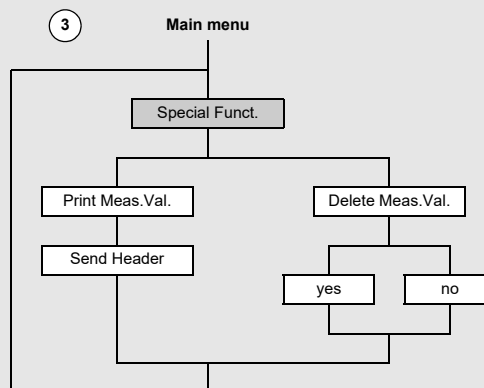 3
Main menu
Special Funct.
Print Meas.Val.
Delete Meas.Val.
Send Header
yes
no